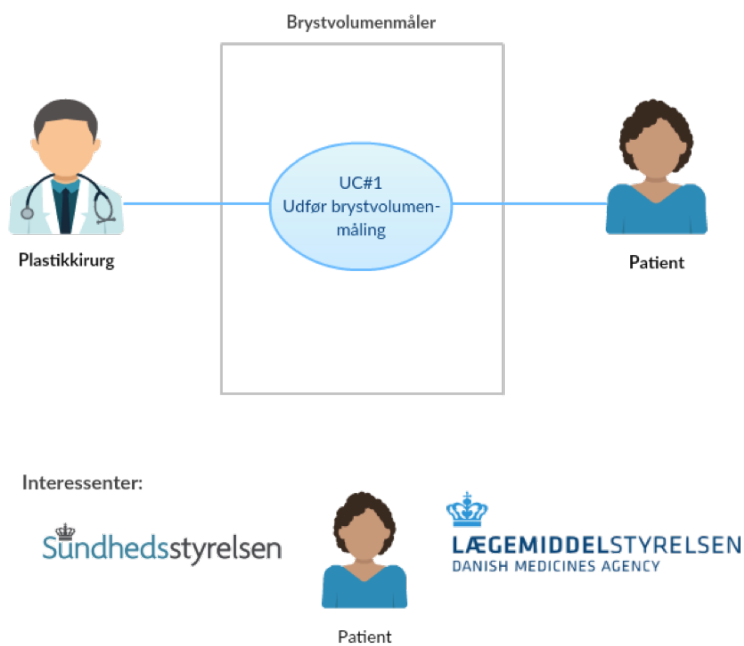 Brystvolumenmåler
UC#1
Udfør brystvolumen-
måling
Plastikkirurg
Patient
Interessenter:
Sundhedsstyrelsen
LÆGEMIDDELSTYRELSEN
DANISH MEDICINES AGENCY
Patient